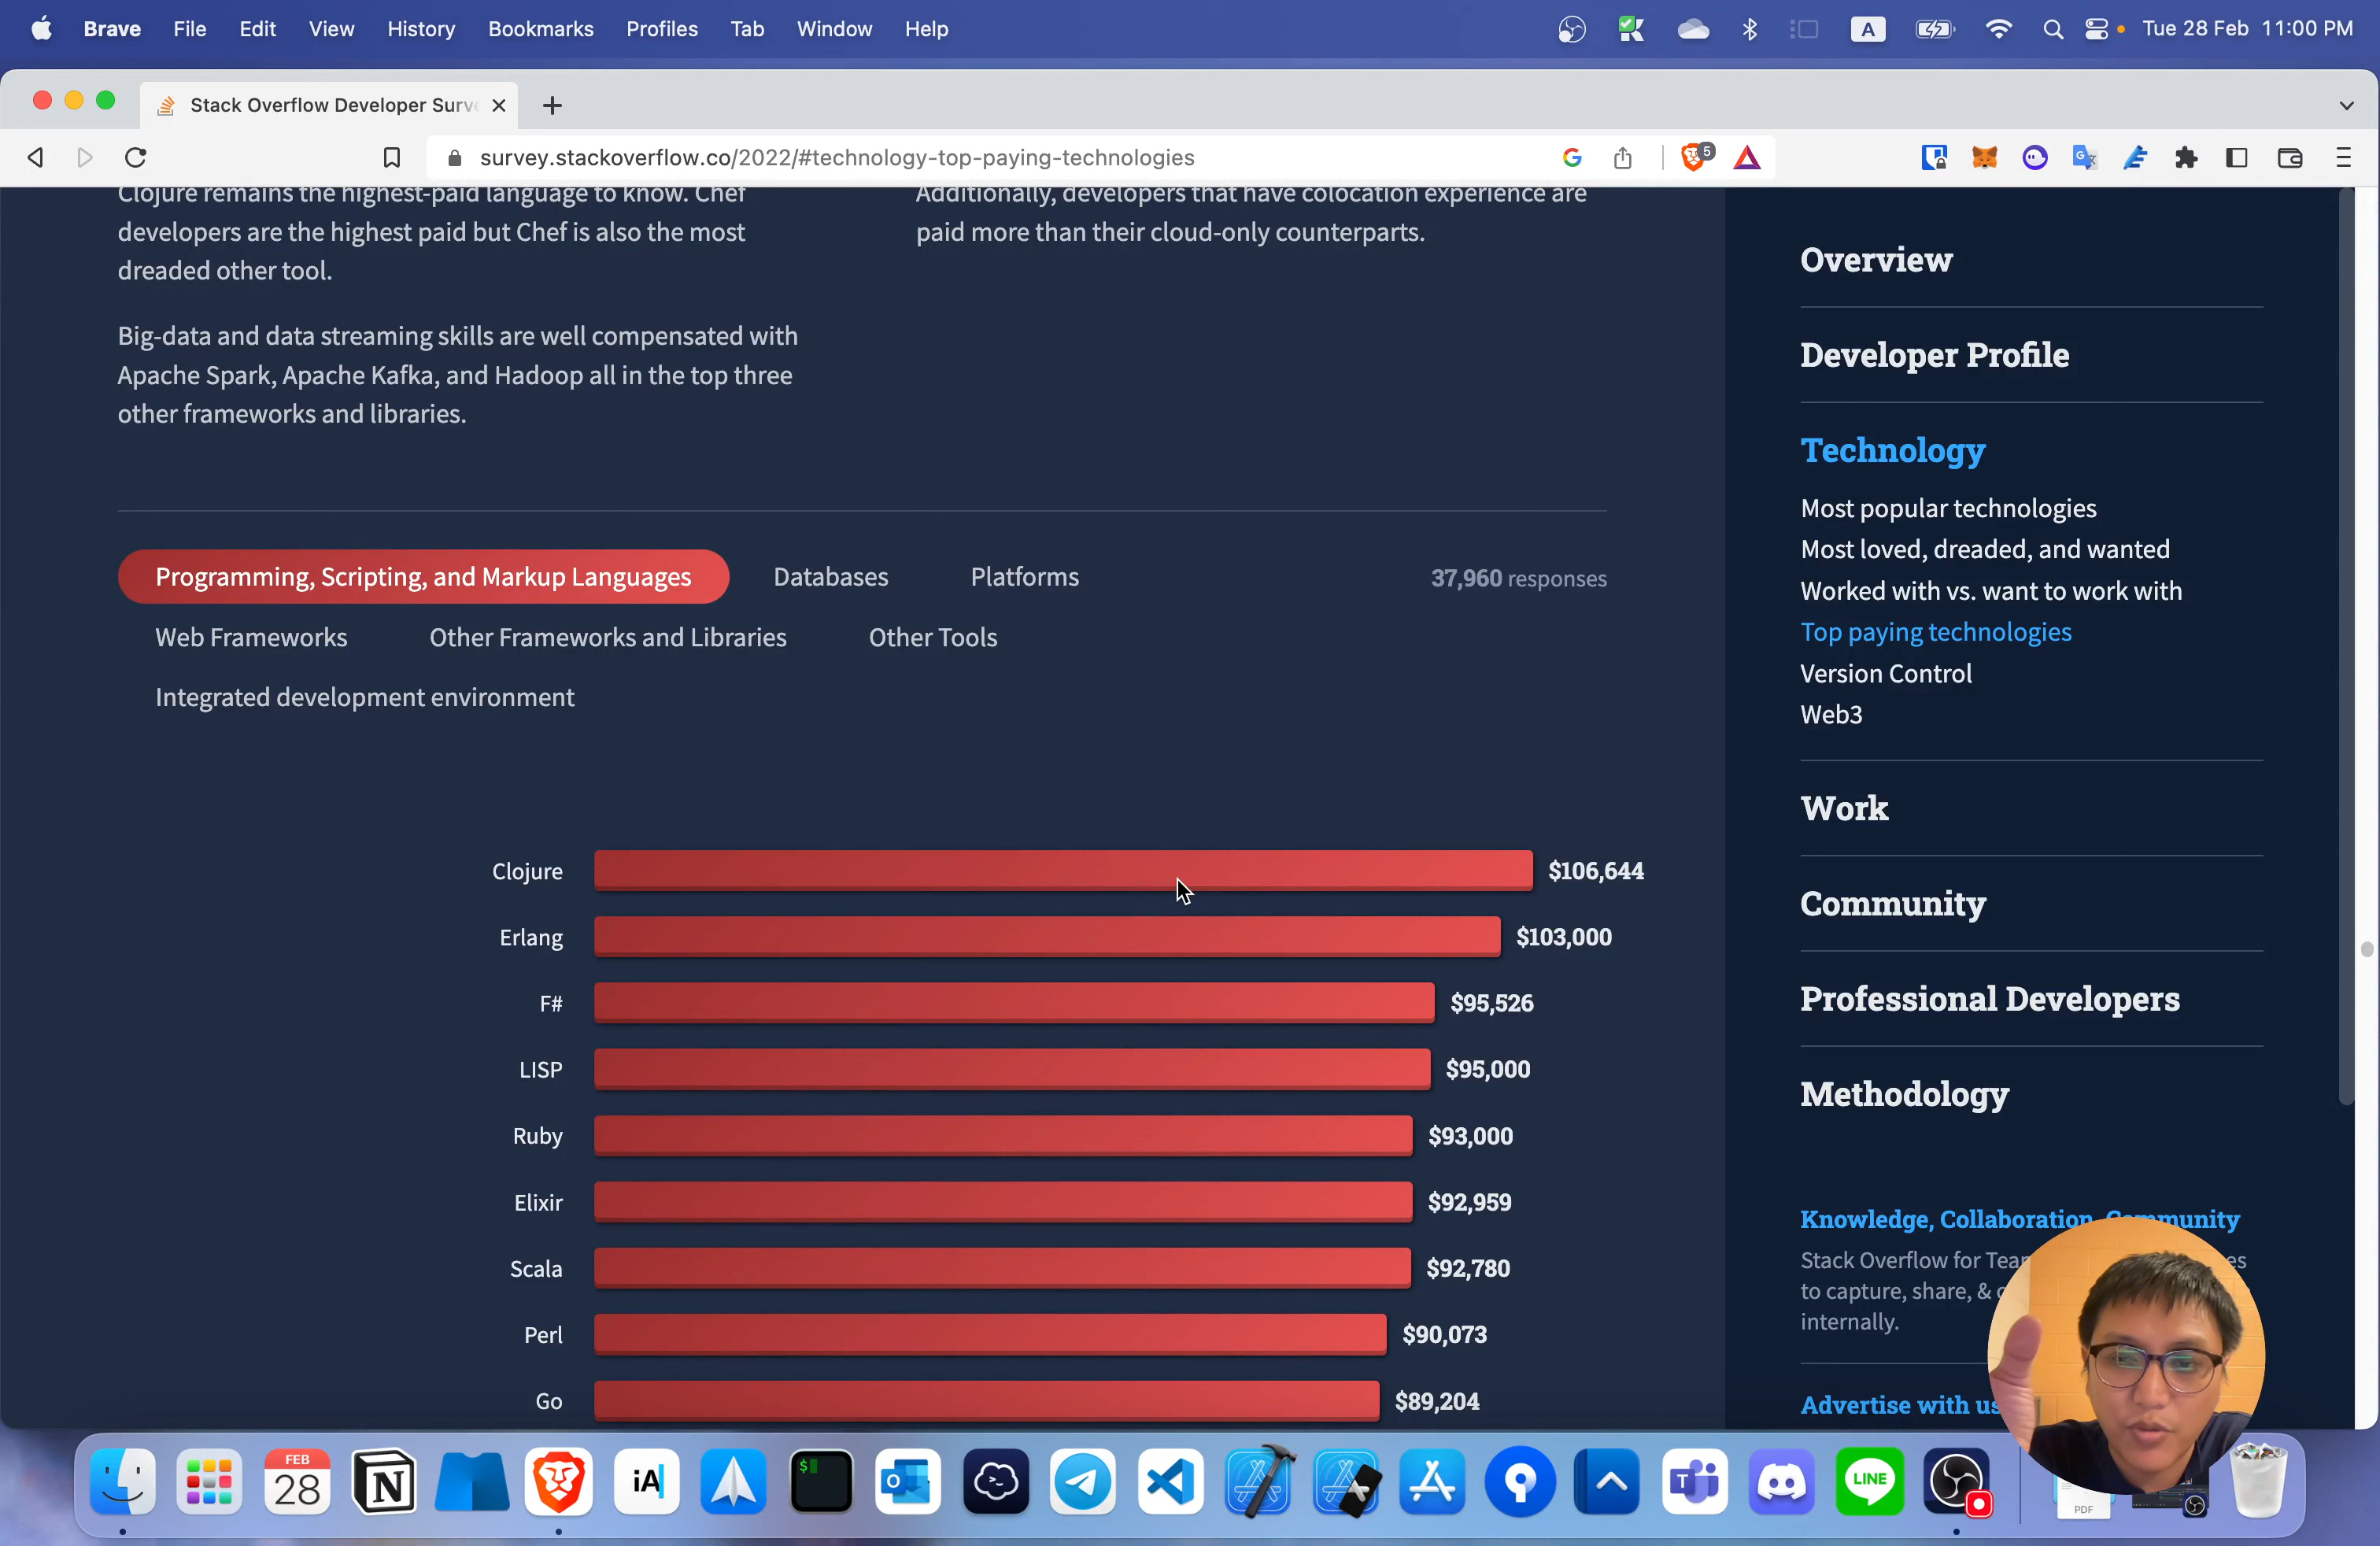 Brave File Edit View History Bookmarks Profiles Tab Window Help
A
Tue 28 Feb 11:00 PM
Stack Overflow Developer Surve
survey.stackoverflow.co/2022/#technology-top-paying-technologies
5
Clojure remains the highest-paid language to know. Chef
developers are the highest paid but Chef is also the most
dreaded other tool.
Big-data and data streaming skills are well compensated with
Apache Spark, Apache Kafka, and Hadoop all in the top three
other frameworks and libraries.
Additionally, developers that have colocation experience are
paid more than their cloud-only counterparts.
Programming, Scripting, and Markup Languages
Databases
Platforms
37,960 responses
Web Frameworks
Other Frameworks and Libraries
Other Tools
Integrated development environment
Clojure $106,644
Erlang $103,000
F# $95,526
LISP $95,000
Ruby $93,000
Elixir $92,959
Scala $92,780
Perl $90,073
Go $89,204
Overview
Developer Profile
Technology
Most popular technologies
Most loved, dreaded, and wanted
Worked with vs. want to work with
Top paying technologies
Version Control
Web3
Work
Community
Professional Developers
Methodology
Knowledge, Collaboration, Community
Stack Overflow for Tea es
to capture, share, &
internally.
Advertise with us
FEB
28
iA
$
LINE
PDF